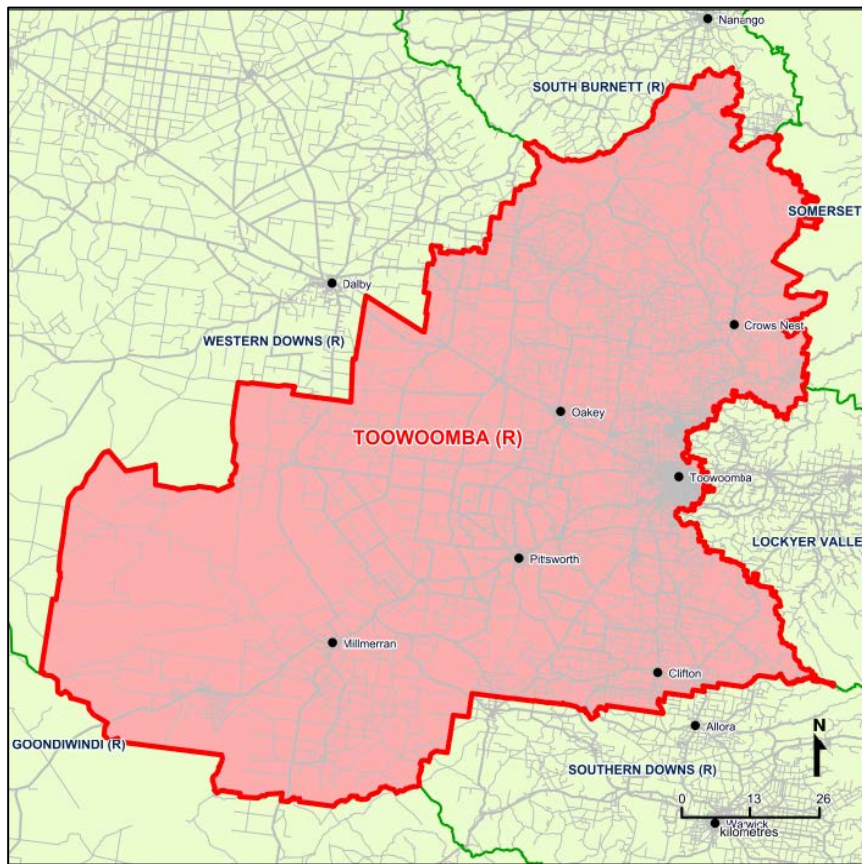 Nanango
SOUTH BURNETT (R)
SOMERSET
Dalby
Crows Nest
WESTERN DOWNS (R)
Oakey
TOOWOOMBA (R)
Toowoomba
LOCKYER VALLE
Pittsworth
Millmerran
Clifton
Allora
N
GOONDIWINDI (R)
SOUTHERN DOWNS (R)
0 13 26
Warwick
kilometres